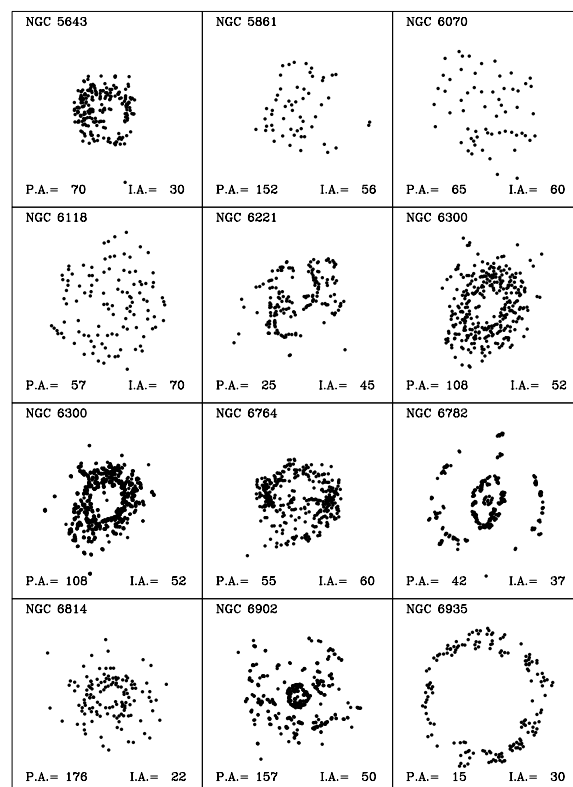 NGC 5643
NGC 5861
NGC 6070
P.A.= 70 I.A.= 30
P.A.= 152 I.A.= 56
P.A.= 65 I.A.= 60
NGC 6118
NGC 6221
NGC 6300
P.A.= 57 I.A.= 70
P.A.= 25 I.A.= 45
P.A.= 108 I.A.= 52
NGC 6300
NGC 6764
NGC 6782
P.A.= 108 I.A.= 52
P.A.= 55 I.A.= 60
P.A.= 42 I.A.= 37
NGC 6814
NGC 6902
NGC 6935
P.A.= 176 I.A.= 22
P.A.= 157 I.A.= 50
P.A.= 15 I.A.= 30